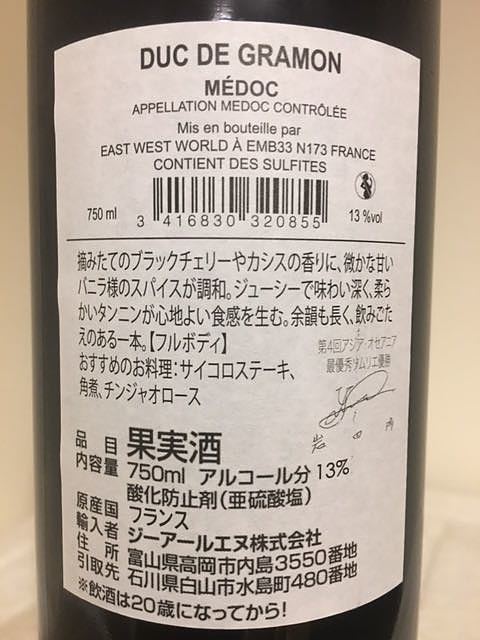 DUC DE GRAMON
MÉDOC
APPELLATION MEDOC CONTRÔLÉE
Mis en bouteille par
EAST WEST WORLD À EMB33 N173 FRANCE
CONTIENT DES SULFITES
750 ml
3 416830 320855
13 %vol
摘みたてのブラックチェリーやカシスの香りに、微かな甘い
バニラ様のスパイスが調和。ジューシーで味わい深く、柔ら
かいタンニンが心地よい食感を生む。余韻も長く、飲みごた
えのある一本。【フルボディ】
第4回アジア・オセアニア
最優秀ソムリエ優勝
おすすめのお料理：サイコロステーキ、
角煮、チンジャオロース
岩田 渉
品目 果実酒
内容量 750ml アルコール分 13%
酸化防止剤（亜硫酸塩）
原産国 フランス
輸入者 ジーアールエヌ株式会社
住所 富山県高岡市内島3550番地
引取先 石川県白山市水島町480番地
※飲酒は20歳になってから!